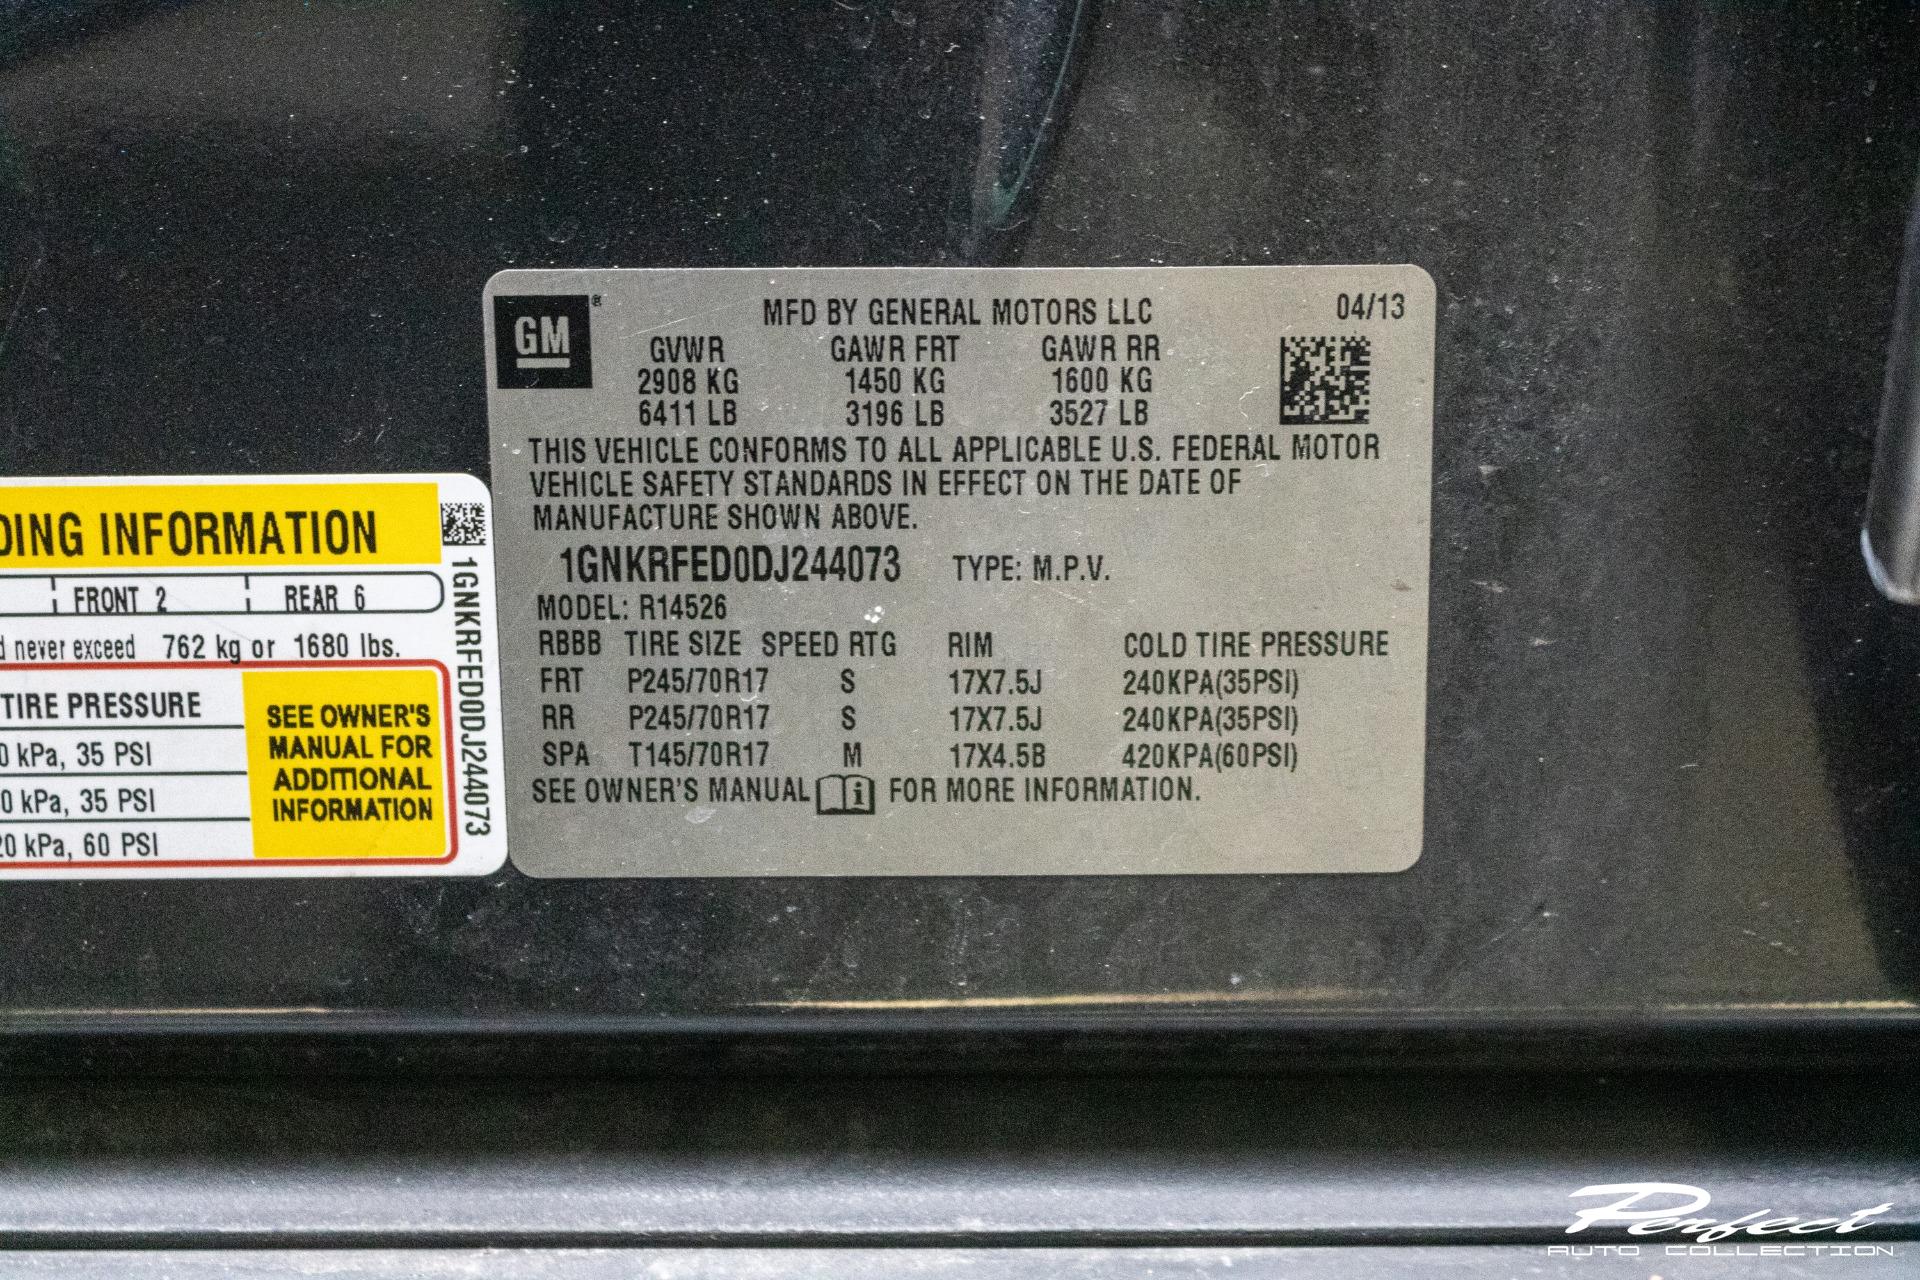 GM®
MFD BY GENERAL MOTORS LLC 04/13
GVWR GAWR FRT GAWR RR
2908 KG 1450 KG 1600 KG
6411 LB 3196 LB 3527 LB
THIS VEHICLE CONFORMS TO ALL APPLICABLE U.S. FEDERAL MOTOR
VEHICLE SAFETY STANDARDS IN EFFECT ON THE DATE OF
MANUFACTURE SHOWN ABOVE.
1GNKRFED0DJ244073 TYPE: M.P.V.
MODEL: R14526
RBBB TIRE SIZE SPEED RTG RIM COLD TIRE PRESSURE
FRT P245/70R17 S 17X7.5J 240KPA(35PSI)
RR P245/70R17 S 17X7.5J 240KPA(35PSI)
SPA T145/70R17 M 17X4.5B 420KPA(60PSI)
SEE OWNER'S MANUAL i FOR MORE INFORMATION.
DING INFORMATION
FRONT 2 REAR 6
d never exceed 762 kg or 1680 lbs.
TIRE PRESSURE
0 kPa, 35 PSI
0 kPa, 35 PSI
20 kPa, 60 PSI
SEE OWNER'S
MANUAL FOR
ADDITIONAL
INFORMATION
1GNKRFED0DJ244073
Perfect
AUTO COLLECTION